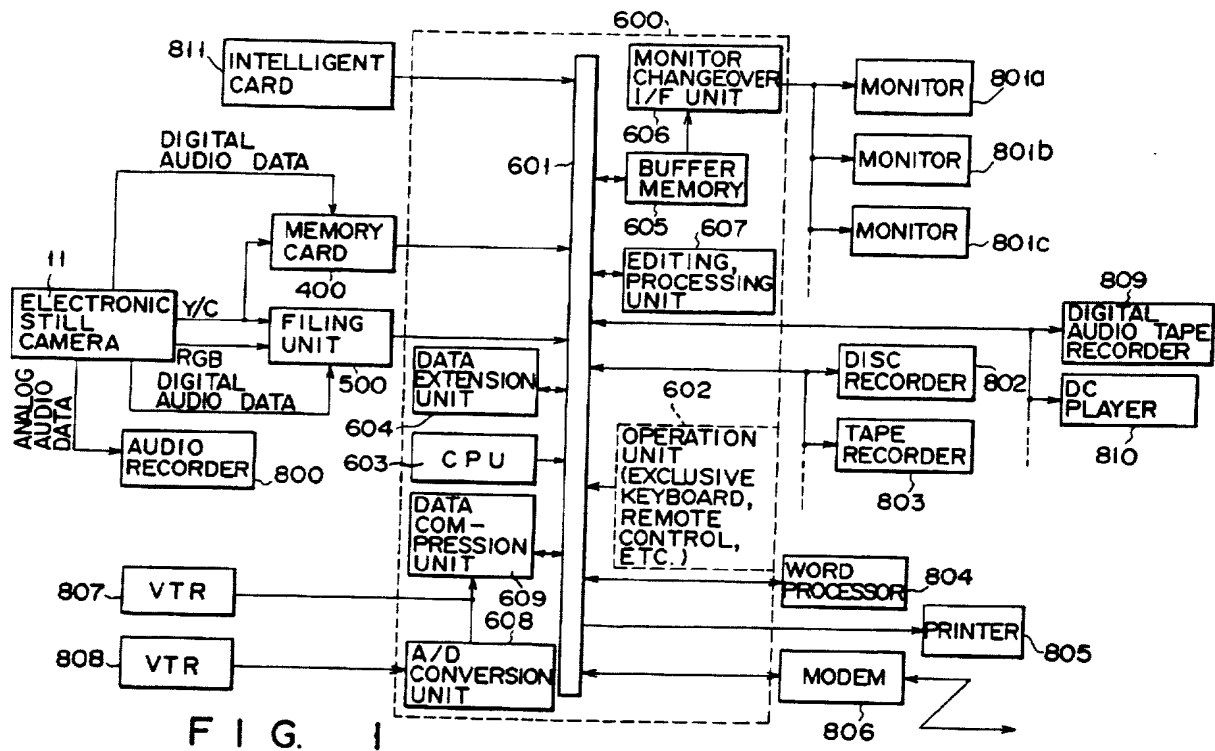 600
811
INTELLIGENT
CARD
MONITOR
CHANGEOVER
I/F UNIT
606
MONITOR
801a
DIGITAL
AUDIO DATA
601
BUFFER
MEMORY
605
MONITOR
801b
MEMORY
CARD
400
607
EDITING,
PROCESSING
UNIT
MONITOR
801c
11
ELECTRONIC
STILL
CAMERA
Y/C
RGB
DIGITAL
AUDIO DATA
FILING
UNIT
500
809
DIGITAL
AUDIO TAPE
RECORDER
DATA
EXTENSION
UNIT
604
DISC
RECORDER
802
DC
PLAYER
810
ANALOG
AUDIO
DATA
AUDIO
RECORDER
800
603
CPU
602
OPERATION
UNIT
(EXCLUSIVE
KEYBOARD,
REMOTE
CONTROL,
ETC.)
TAPE
RECORDER
803
DATA
COM-
PRESSION
UNIT
609
807
VTR
WORD
PROCESSOR
804
608
808
VTR
A/D
CONVERSION
UNIT
PRINTER
805
MODEM
806
FIG. 1